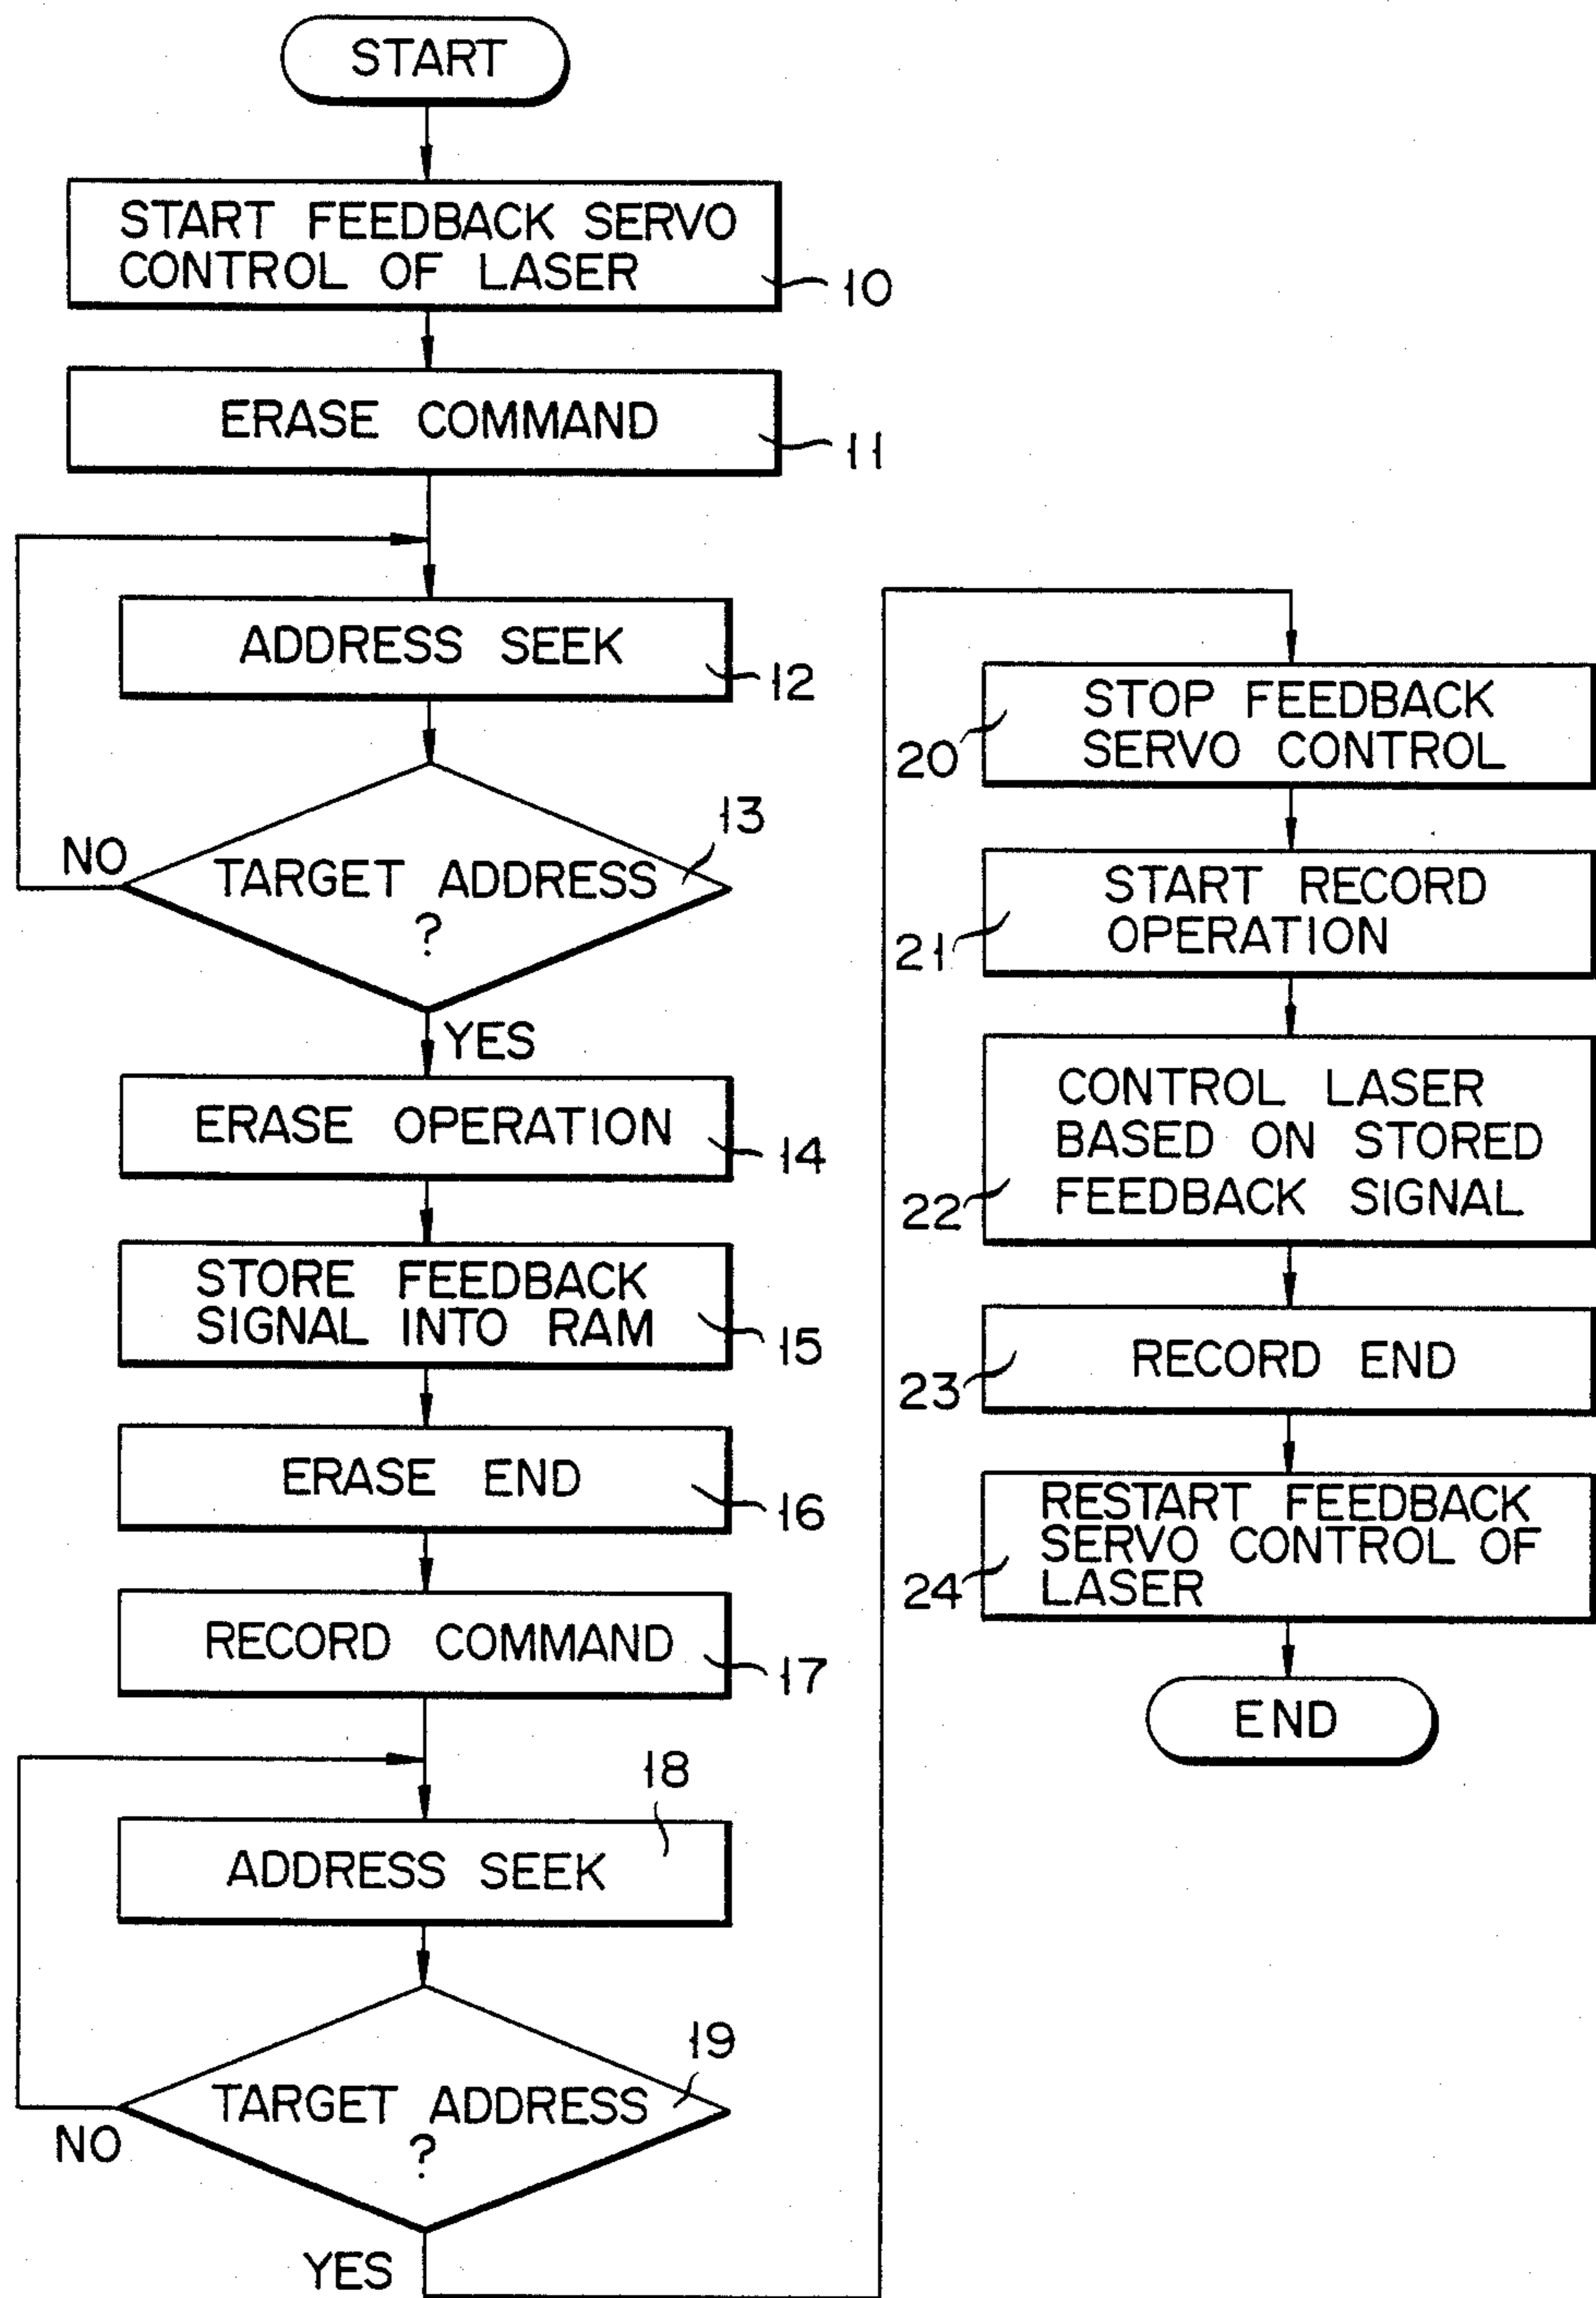 START
START FEEDBACK SERVO
CONTROL OF LASER
10
ERASE COMMAND
11
ADDRESS SEEK
12
13
NO
TARGET ADDRESS
?
YES
ERASE OPERATION
14
STORE FEEDBACK
SIGNAL INTO RAM
15
ERASE END
16
RECORD COMMAND
17
18
ADDRESS SEEK
19
TARGET ADDRESS
?
NO
YES
STOP FEEDBACK
SERVO CONTROL
20
START RECORD
OPERATION
21
CONTROL LASER
BASED ON STORED
FEEDBACK SIGNAL
22
RECORD END
23
RESTART FEEDBACK
SERVO CONTROL OF
LASER
24
END